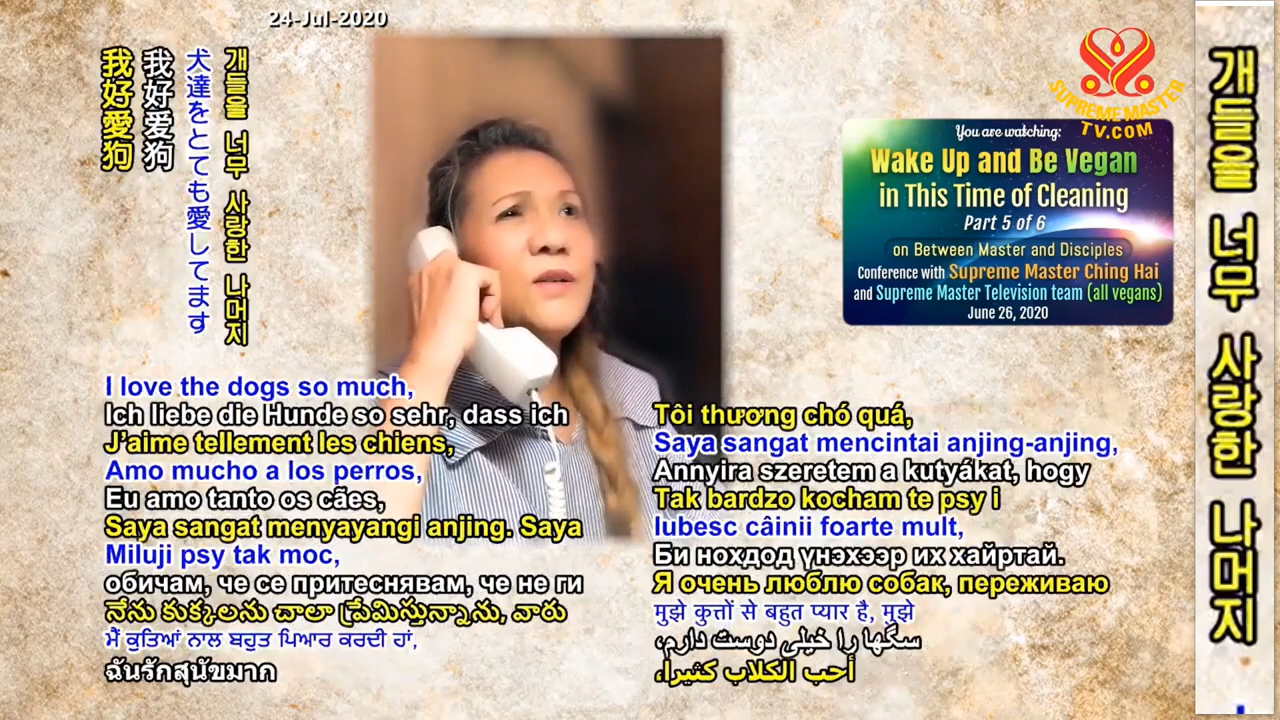 24-Jul-2020
개들을 너무 사랑한 나머지
犬達をとても愛してます
我好爱狗
我好愛狗
SUPREME MASTER
TV.COM
You are watching:
Wake Up and Be Vegan
in This Time of Cleaning
Part 5 of 6
on Between Master and Disciples
Conference with Supreme Master Ching Hai
and Supreme Master Television team (all vegans)
June 26, 2020
I love the dogs so much,
Ich liebe die Hunde so sehr, dass ich
J'aime tellement les chiens,
Amo mucho a los perros,
Eu amo tanto os cães,
Saya sangat menyayangi anjing. Saya
Miluji psy tak moc,
обичам, че се притеснявам, че не ги
నేను కుక్కలను చాలా ప్రేమిస్తున్నాను, వారు
ਮੈਂ ਕੁਤਿਆਂ ਨਾਲ ਬਹੁਤ ਪਿਆਰ ਕਰਦੀ ਹਾਂ,
ฉันรักสุนัขมาก
Tôi thương chó quá,
Saya sangat mencintai anjing-anjing,
Annyira szeretem a kutyákat, hogy
Tak bardzo kocham te psy i
Iubesc câinii foarte mult,
Би нохдод үнэхээр их хайртай.
Я очень люблю собак, переживаю
मुझे कुत्तों से बहुत प्यार है, मुझे
سگها را خیلی دوست دارم،
أحب الكلاب كثيرا،
개들을 너무 사랑한 나머지